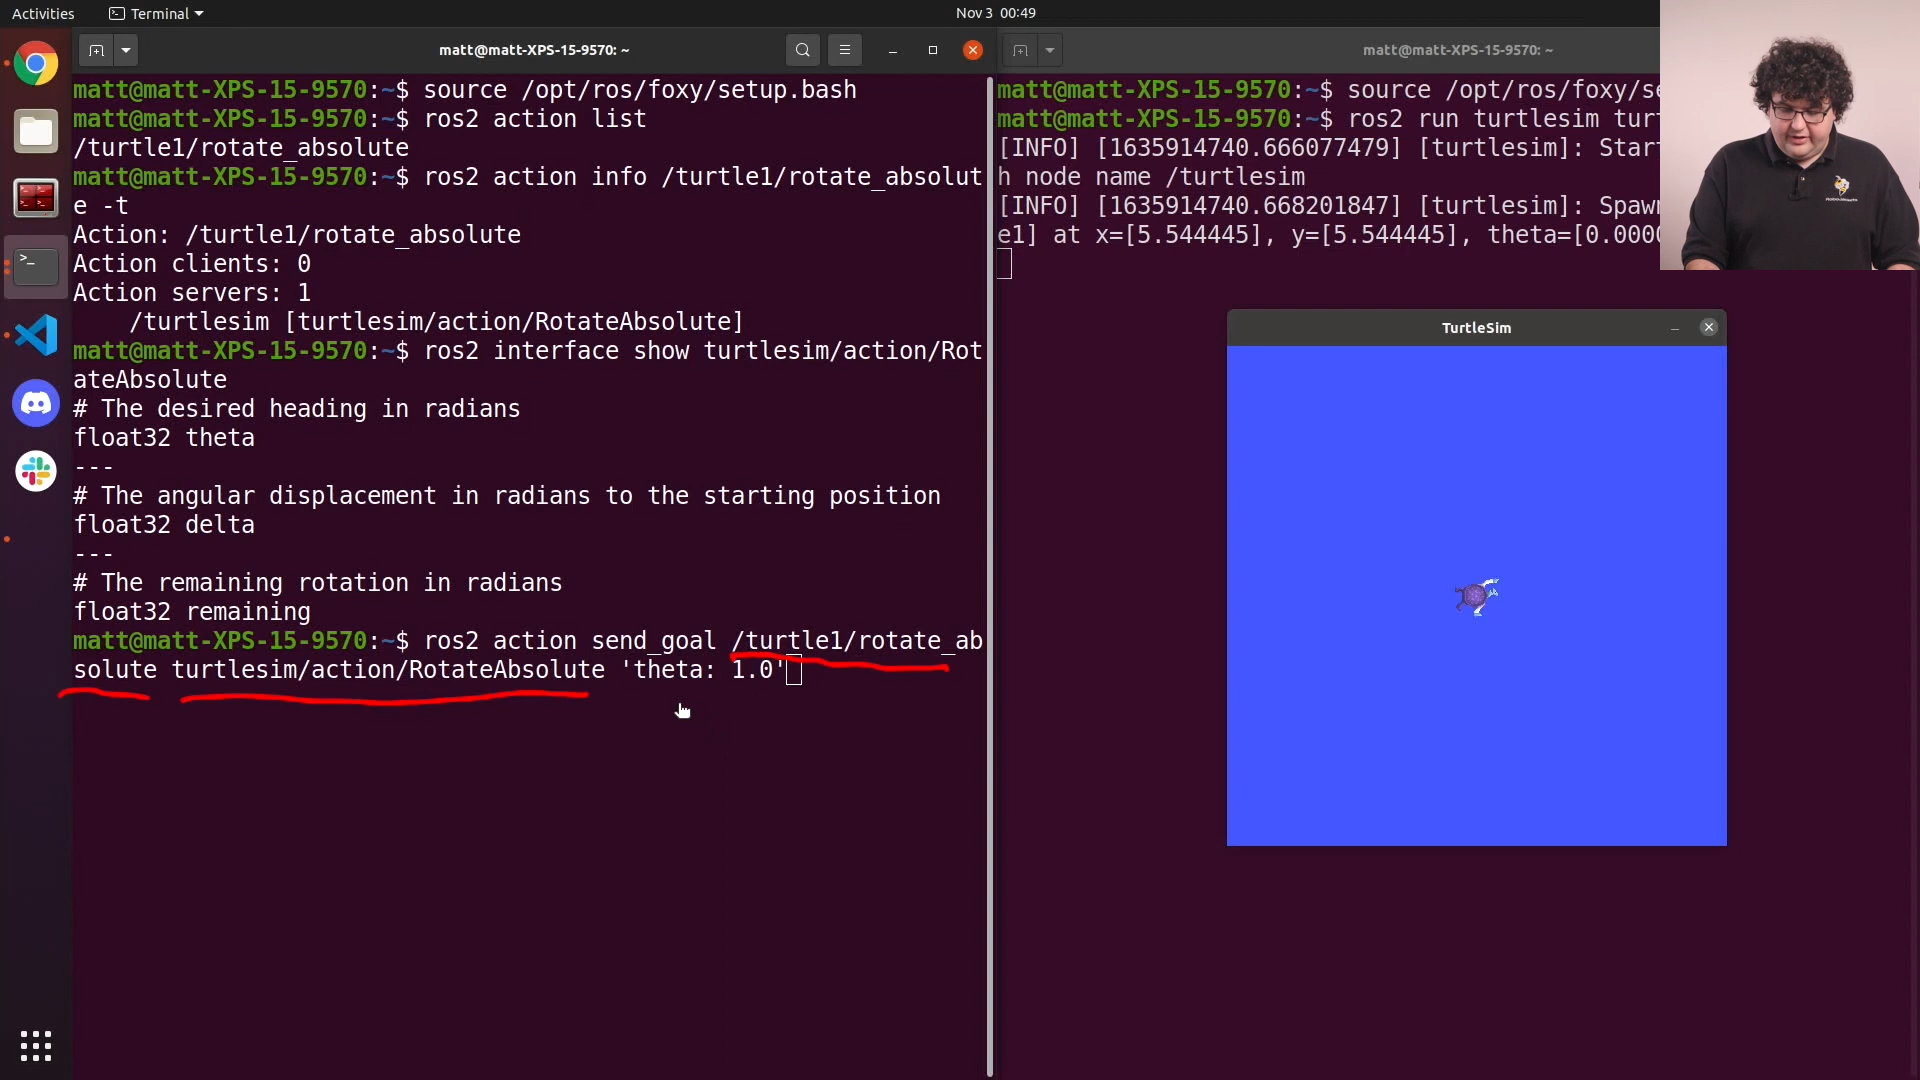 Activities
Terminal
Nov 3 00:49
matt@matt-XPS-15-9570: ~
matt@matt-XPS-15-9570:~$ source /opt/ros/foxy/setup.bash
matt@matt-XPS-15-9570:~$ ros2 action list
/turtle1/rotate_absolute
matt@matt-XPS-15-9570:~$ ros2 action info /turtle1/rotate_absolut
e -t
Action: /turtle1/rotate_absolute
Action clients: 0
Action servers: 1
/turtlesim [turtlesim/action/RotateAbsolute]
matt@matt-XPS-15-9570:~$ ros2 interface show turtlesim/action/Rot
ateAbsolute
# The desired heading in radians
float32 theta
---
# The angular displacement in radians to the starting position
float32 delta
---
# The remaining rotation in radians
float32 remaining
matt@matt-XPS-15-9570:~$ ros2 action send_goal /turtle1/rotate_ab
solute turtlesim/action/RotateAbsolute 'theta: 1.0'
matt@matt-XPS-15-9570: ~
matt@matt-XPS-15-9570:~$ source /opt/ros/foxy/se
matt@matt-XPS-15-9570:~$ ros2 run turtlesim tur
[INFO] [1635914740.666077479] [turtlesim]: Star
h node name /turtlesim
[INFO] [1635914740.668201847] [turtlesim]: Spaw
e1] at x=[5.544445], y=[5.544445], theta=[0.000
TurtleSim